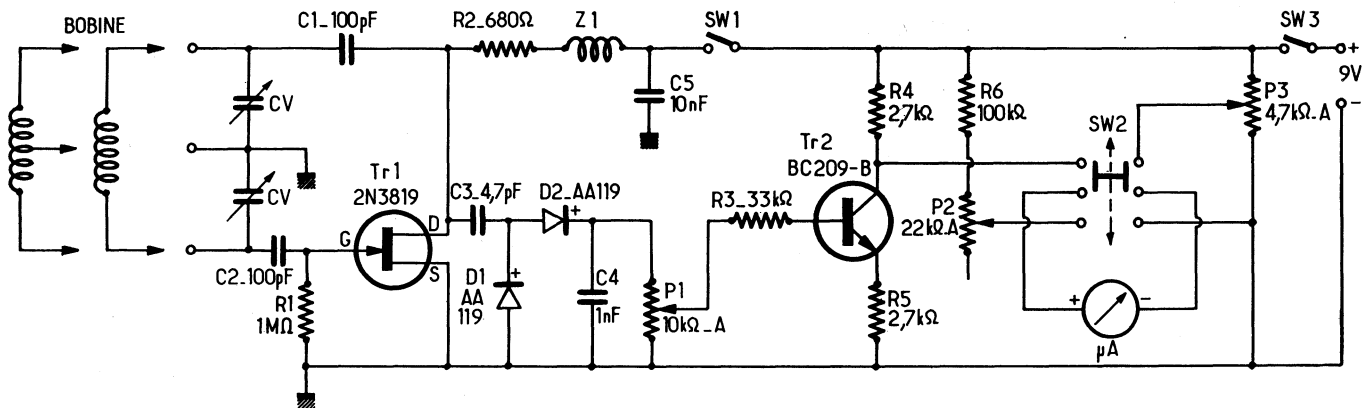 BOBINE
C1_100pF
R2_680Ω
Z1
SW1
SW3
+
9V
−
CV
C5
10nF
R4
2,7kΩ
R6
100kΩ
P3
4,7kΩ_A
SW2
CV
Tr1
2N3819
C3_4,7pF
D2_AA119
+
Tr2
BC209-B
R3_33kΩ
P2
22kΩ_A
G
D
S
C2_100pF
R1
1MΩ
D1
AA
119
+
C4
1nF
P1
10kΩ_A
R5
2,7kΩ
+
−
µA